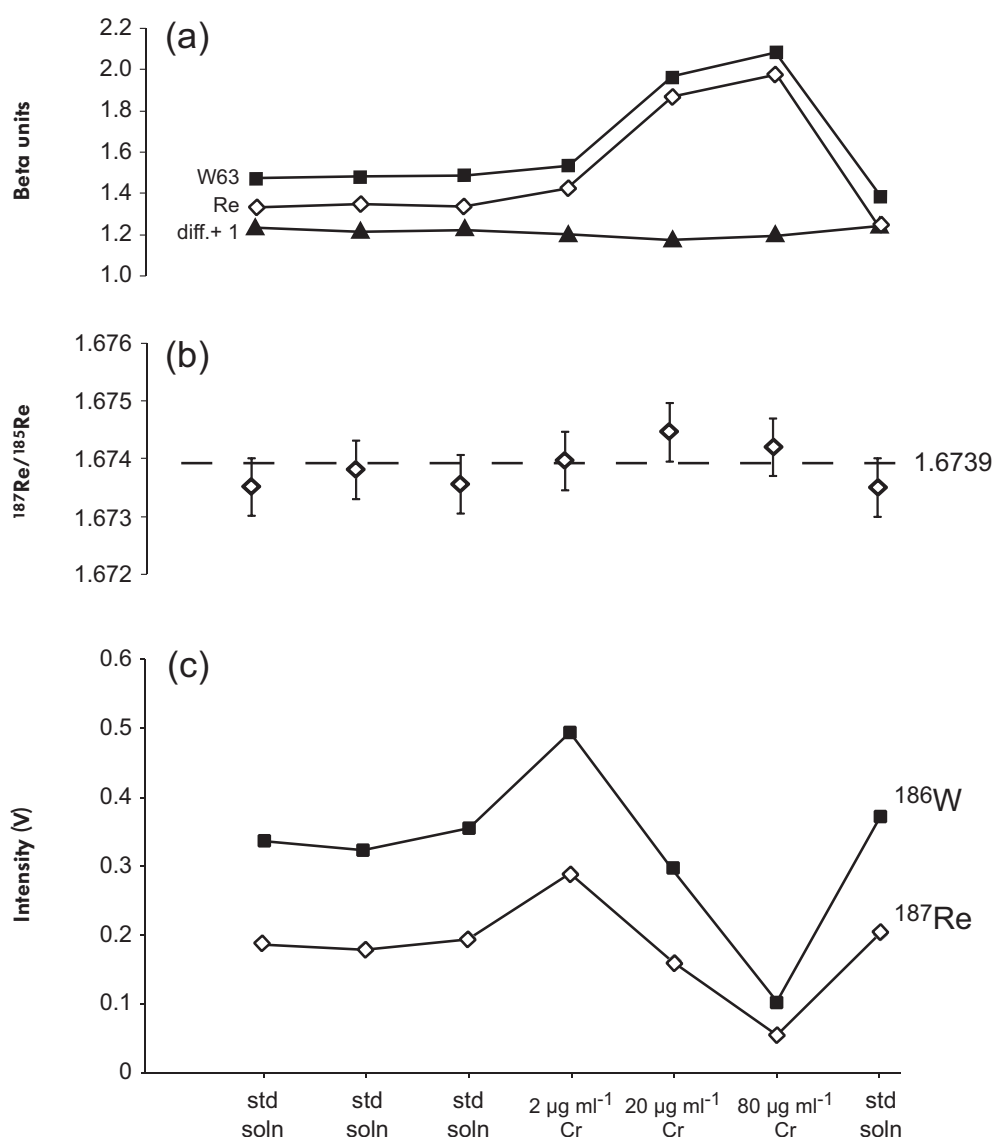 (a)
2.2
2.0
1.8
1.6
1.4
1.2
1.0
Beta units
W63
Re
diff.+ 1
(b)
1.676
1.675
1.674
1.673
1.672
¹⁸⁷Re/¹⁸⁵Re
1.6739
(c)
0.6
0.5
0.4
0.3
0.2
0.1
0
Intensity (V)
¹⁸⁶W
¹⁸⁷Re
std soln
std soln
std soln
2 µg ml⁻¹ Cr
20 µg ml⁻¹ Cr
80 µg ml⁻¹ Cr
std soln